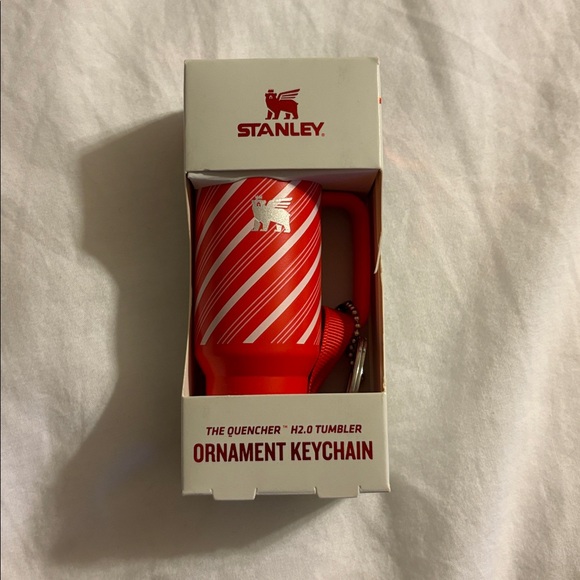 STANLEY.
THE QUENCHER™ H2.0 TUMBLER
ORNAMENT KEYCHAIN